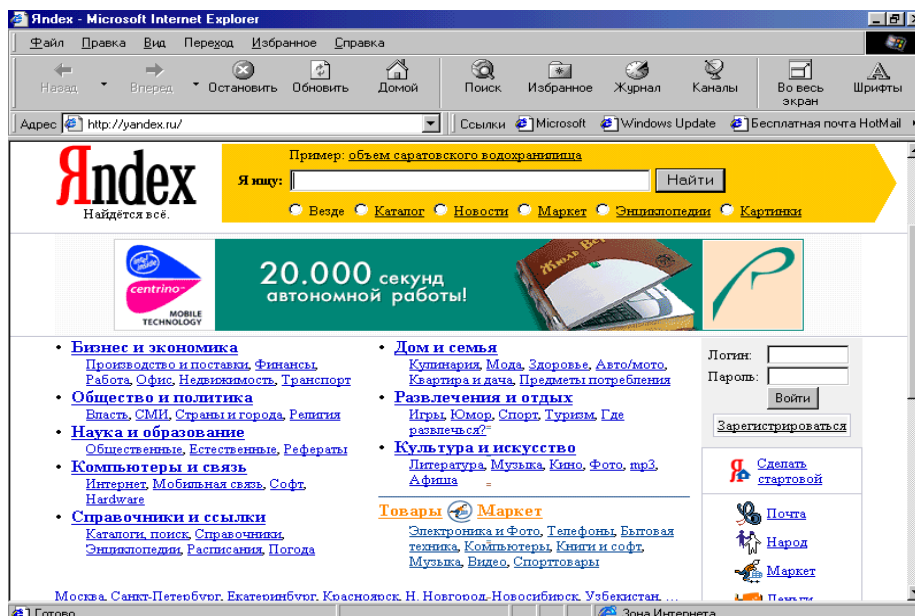 Яndex - Microsoft Internet Explorer
Файл Правка Вид Переход Избранное Справка
Назад Вперед Остановить Обновить Домой Поиск Избранное Журнал Каналы Во весь экран Шрифты
Адрес http://yandex.ru/ Ссылки Microsoft Windows Update Бесплатная почта HotMail
Яndex
Найдётся всё.
Пример: объем саратовского водохранилища
Я ищу: Найти
Везде Каталог Новости Маркет Энциклопедии Картинки
intel inside
centrino
MOBILE
TECHNOLOGY
20.000 секунд
автономной работы!
Жюль Вер
Бизнес и экономика
Производство и поставки, Финансы,
Работа, Офис, Недвижимость, Транспорт
Общество и политика
Власть, СМИ, Страны и города, Религия
Наука и образование
Общественные, Естественные, Рефераты
Компьютеры и связь
Интернет, Мобильная связь, Софт,
Hardware
Справочники и ссылки
Каталоги, поиск, Справочники,
Энциклопедии, Расписания, Погода
Дом и семья
Кулинария, Мода, Здоровье, Авто/мото,
Квартира и дача, Предметы потребления
Развлечения и отдых
Игры, Юмор, Спорт, Туризм, Где
развлечься?
Культура и искусство
Литература, Музыка, Кино, Фото, mp3,
Афиша
Товары Маркет
Электроника и Фото, Телефоны, Бытовая
техника, Компьютеры, Книги и софт,
Музыка, Видео, Спорттовары
Логин:
Пароль:
Войти
Зарегистрироваться
Сделать
стартовой
Почта
Народ
Маркет
Деньги
Москва, Санкт-Петербург, Екатеринбург, Красноярск, Н. Новгород, Новосибирск, Узбекистан, ...
Готово Зона Интернета